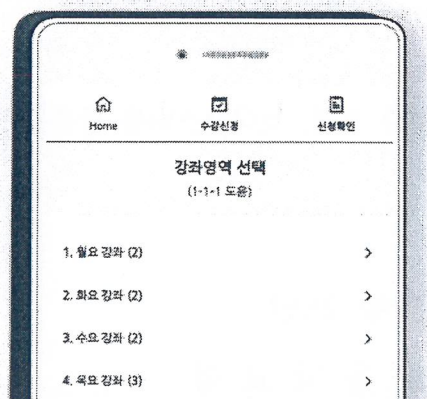 Home 수강신청 신청확인
강좌영역 선택
(1-1-1 도윤)
1. 월요 강좌 (2)
2. 화요 강좌 (2)
3. 수요 강좌 (2)
4. 목요 강좌 (3)